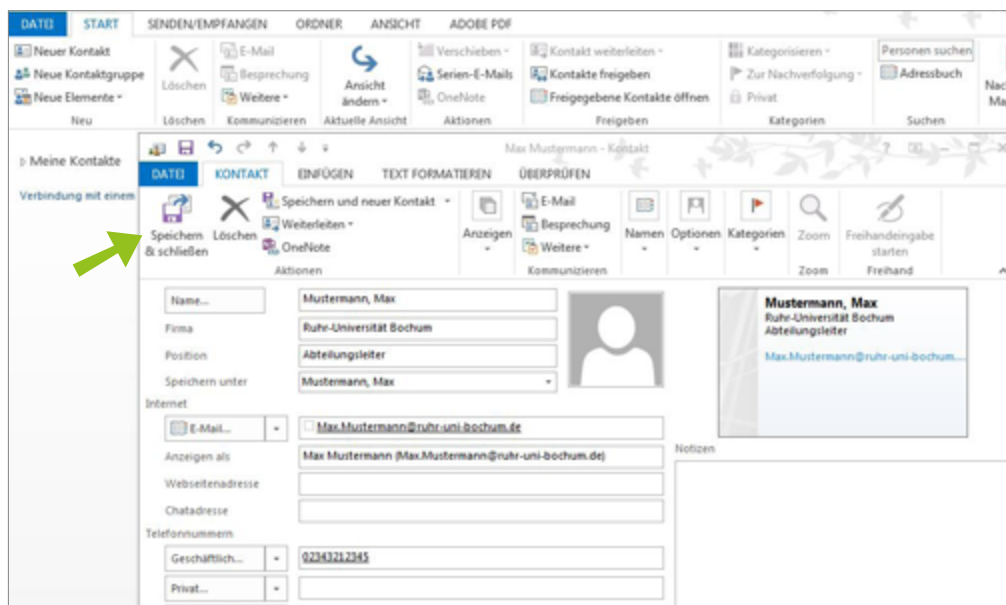 DATEI START SENDEN/EMPFANGEN ORDNER ANSICHT ADOBE PDF
Neuer Kontakt
Neue Kontaktgruppe
Neue Elemente
Löschen
E-Mail
Besprechung
Weitere
Ansicht
ändern
Verschieben
Serien-E-Mails
OneNote
Kontakt weiterleiten
Kontakte freigeben
Freigegebene Kontakte öffnen
Kategorisieren
Zur Nachverfolgung
Privat
Personen suchen
Adressbuch
Neu Löschen Kommunizieren Aktuelle Ansicht Aktionen Freigeben Kategorien Suchen
Meine Kontakte
Verbindung mit einem
Max Mustermann - Kontakt
DATEI KONTAKT EINFÜGEN TEXT FORMATIEREN ÜBERPRÜFEN
Speichern
& schließen
Löschen
Speichern und neuer Kontakt
Weiterleiten
OneNote
Anzeigen
E-Mail
Besprechung
Weitere
Namen Optionen Kategorien Zoom
Freihandeingabe
starten
Aktionen Kommunizieren Zoom Freihand
Name... Mustermann, Max
Firma Ruhr-Universität Bochum
Position Abteilungsleiter
Speichern unter Mustermann, Max
Mustermann, Max
Ruhr-Universität Bochum
Abteilungsleiter
Max.Mustermann@ruhr-uni-bochum....
Internet
E-Mail... Max.Mustermann@ruhr-uni-bochum.de
Anzeigen als Max Mustermann (Max.Mustermann@ruhr-uni-bochum.de)
Notizen
Webseitenadresse
Chatadresse
Telefonnummern
Geschäftlich... 02343212345
Privat...